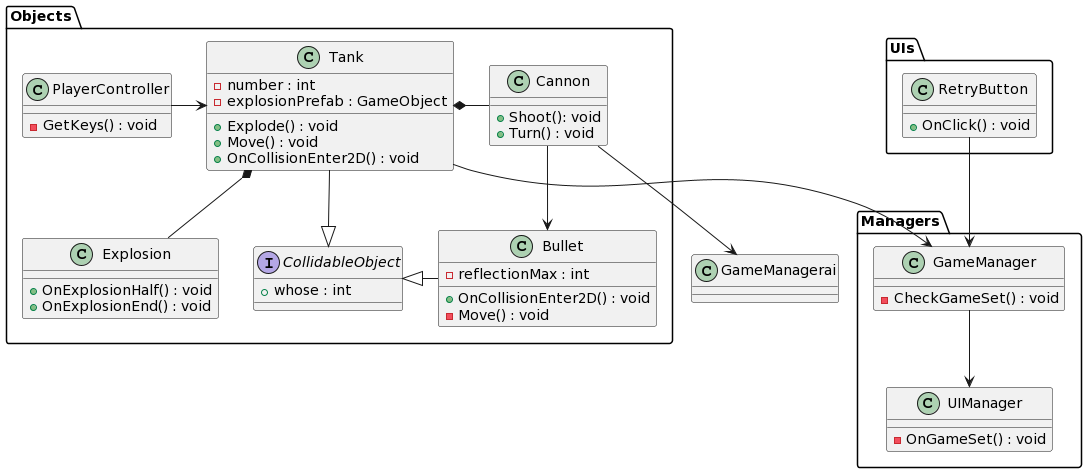 Objects
PlayerController
GetKeys() : void
Tank
number : int
explosionPrefab : GameObject
Explode() : void
Move() : void
OnCollisionEnter2D() : void
Cannon
Shoot(): void
Turn() : void
Explosion
OnExplosionHalf() : void
OnExplosionEnd() : void
CollidableObject
whose : int
Bullet
reflectionMax : int
OnCollisionEnter2D() : void
Move() : void
GameManagerai
UIs
RetryButton
OnClick() : void
Managers
GameManager
CheckGameSet() : void
UIManager
OnGameSet() : void